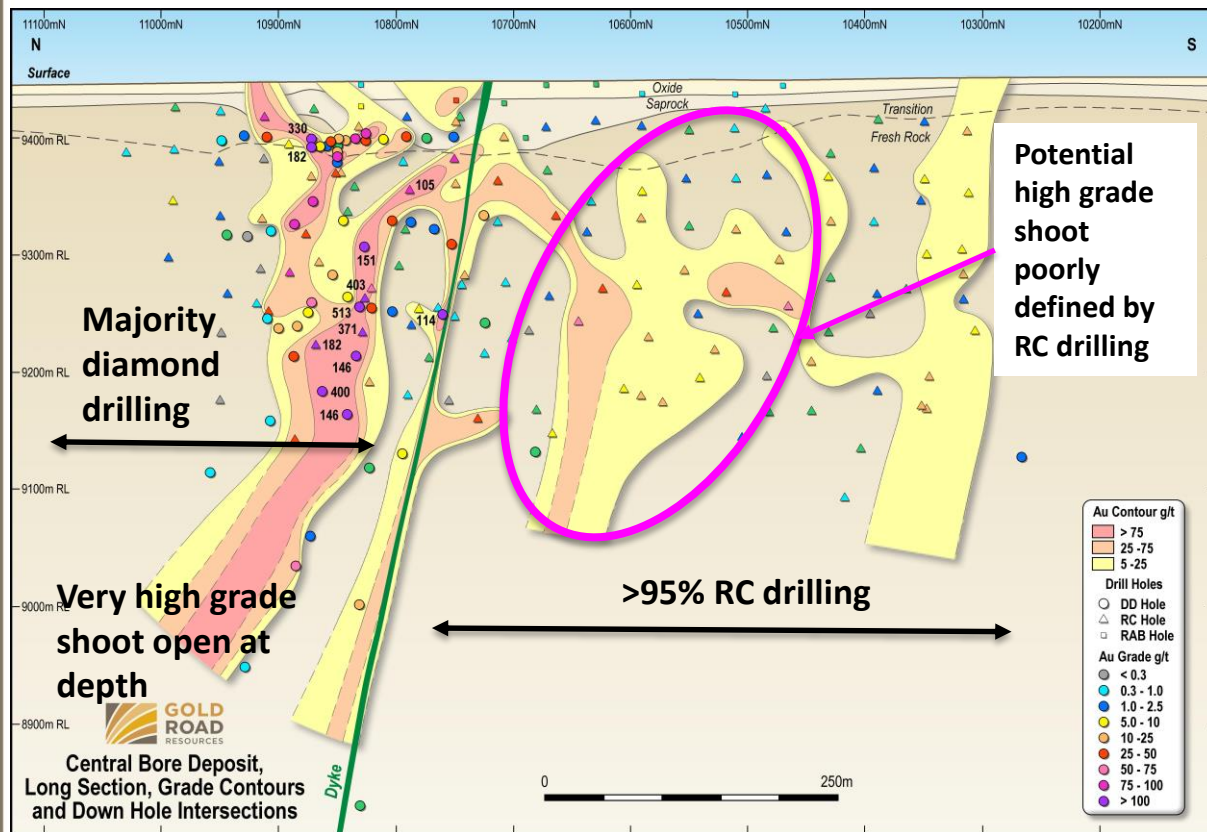 11100mN 11000mN 10900mN 10800mN 10700mN 10600mN 10500mN 10400mN 10300mN 10200mN
N S
Surface
Oxide
Saprock
Transition
Fresh Rock
9400m RL
9300m RL
9200m RL
9100m RL
9000m RL
8900m RL
330
182
105
151
403
513
371
114
182
146
400
146
Potential
high grade
shoot
poorly
defined by
RC drilling
Majority
diamond
drilling
Very high grade
shoot open at
depth
>95% RC drilling
GOLD
ROAD
RESOURCES
Central Bore Deposit,
Long Section, Grade Contours
and Down Hole Intersections
Dyke
0 250m
Au Contour g/t
> 75
25 -75
5 -25
Drill Holes
DD Hole
RC Hole
RAB Hole
Au Grade g/t
< 0.3
0.3 - 1.0
1.0 - 2.5
5.0 - 10
10 -25
25 - 50
50 - 75
75 - 100
> 100